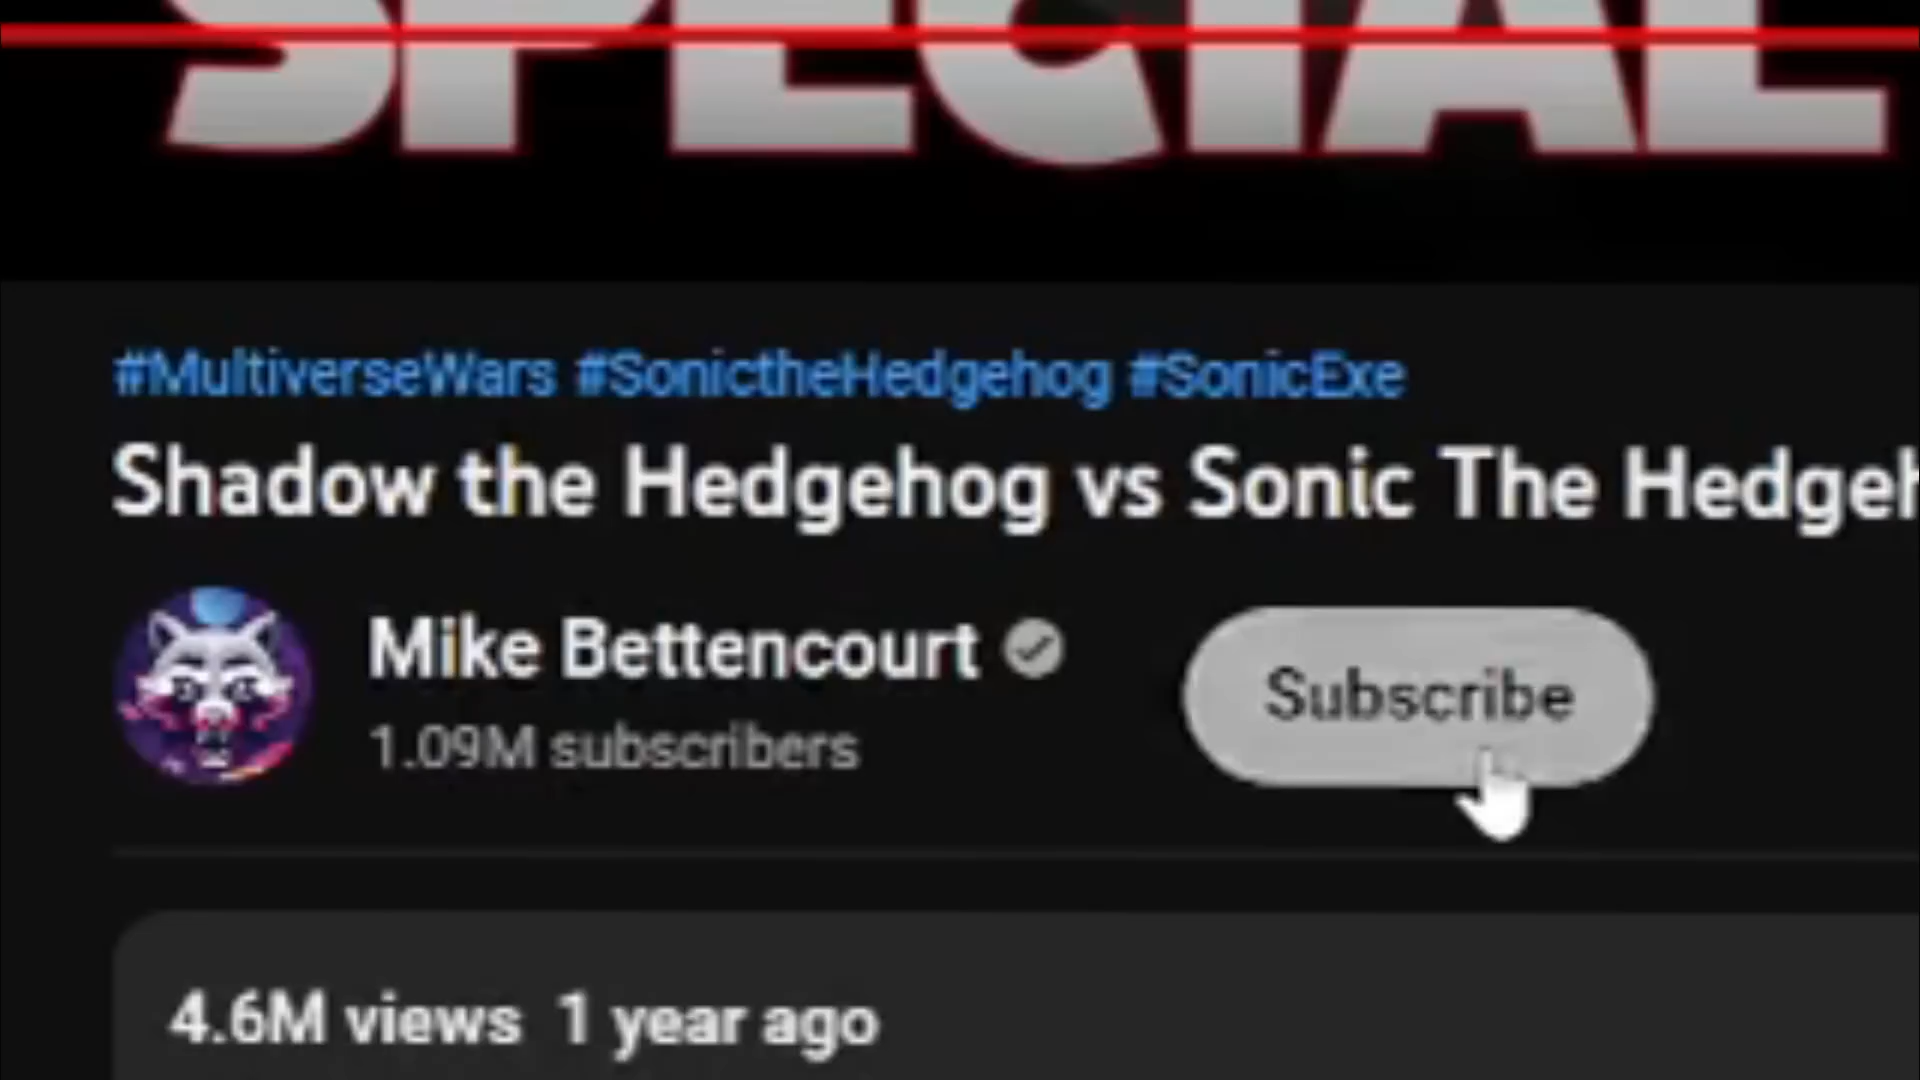 SPECIAL
#MultiverseWars #SonictheHedgehog #SonicExe
Shadow the Hedgehog vs Sonic The Hedgeh
Mike Bettencourt
1.09M subscribers
Subscribe
4.6M views 1 year ago